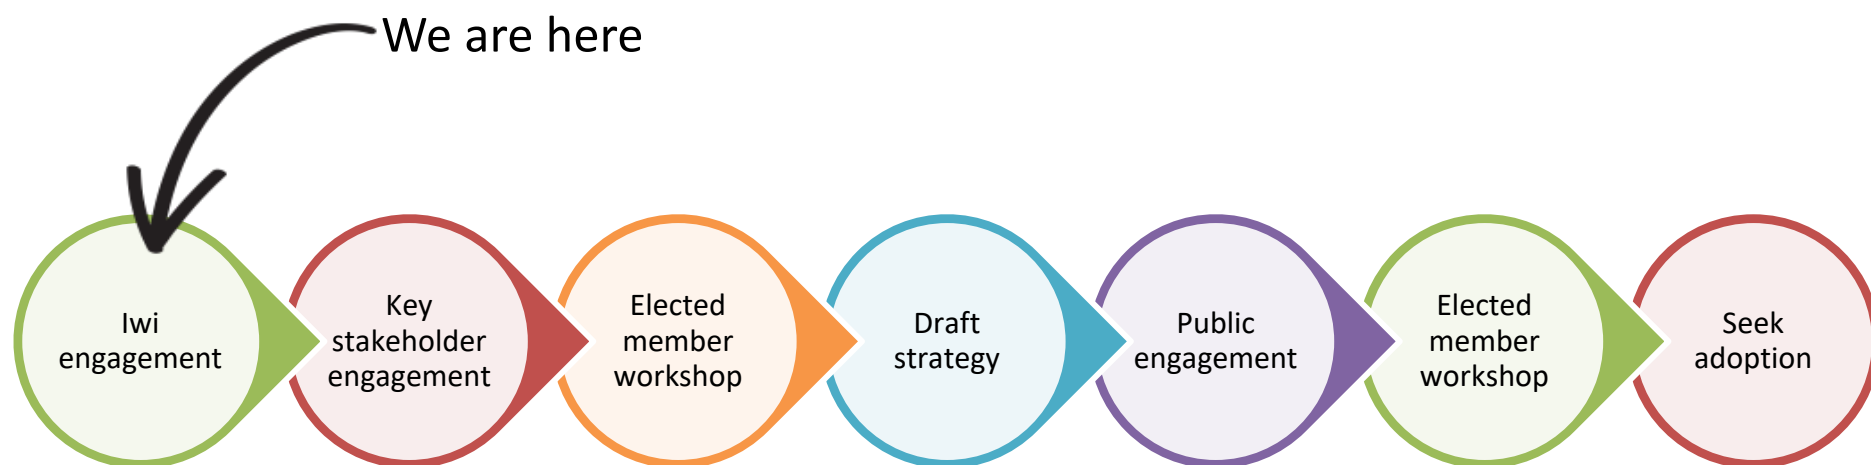 We are here
Iwi
engagement
Key
stakeholder
engagement
Elected
member
workshop
Draft
strategy
Public
engagement
Elected
member
workshop
Seek
adoption